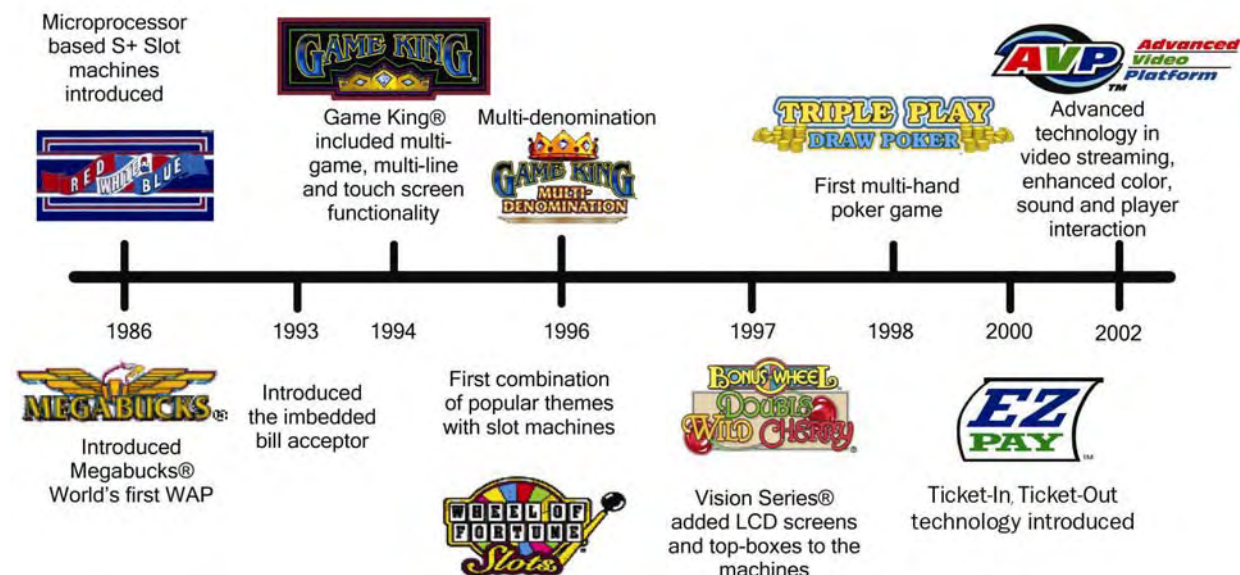 Microprocessor
based S+ Slot
machines
introduced
RED
WHITE N
BLUE
GAME KING®
Game King®
included multi-
game, multi-line
and touch screen
functionality
Multi-denomination
GAME KING
MULTI-
DENOMINATION
TRIPLE PLAY
DRAW POKER™
First multi-hand
poker game
AVP™
Advanced
Video
Platform
Advanced
technology in
video streaming,
enhanced color,
sound and player
interaction
1986
1993
1994
1996
1997
1998
2000
2002
MEGABUCKS®
Introduced
Megabucks®
World's first WAP
Introduced
the imbedded
bill acceptor
First combination
of popular themes
with slot machines
WHEEL OF
FORTUNE
Slots
BONUS WHEEL
DOUBLE
WILD CHERRY®
Vision Series®
added LCD screens
and top-boxes to the
machines
EZ
PAY™
Ticket-In, Ticket-Out
technology introduced